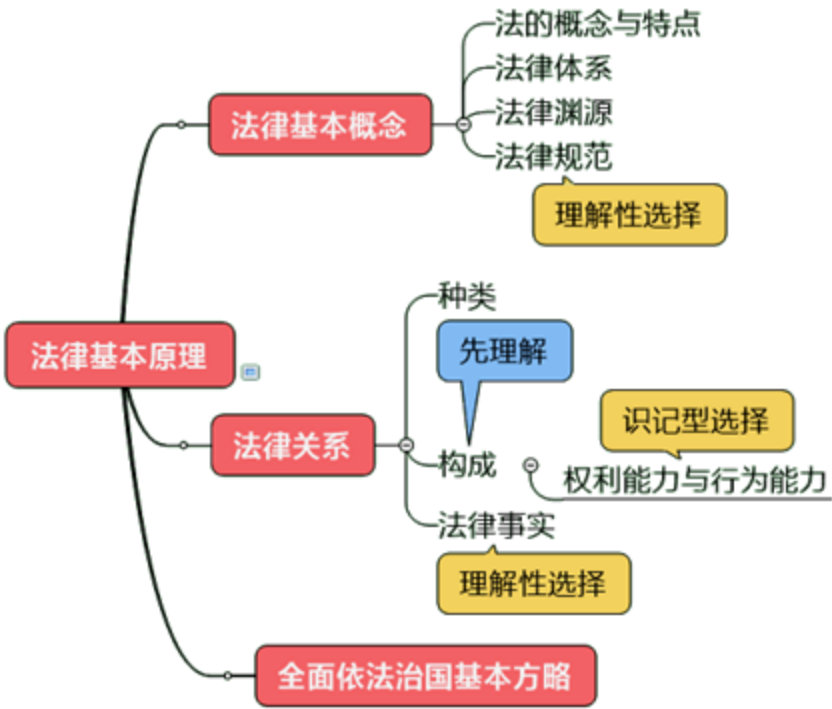 法的概念与特点
法律体系
法律基本概念
法律渊源
法律规范
理解性选择
种类
法律基本原理
先理解
识记型选择
法律关系
构成
权利能力与行为能力
法律事实
理解性选择
全面依法治国基本方略